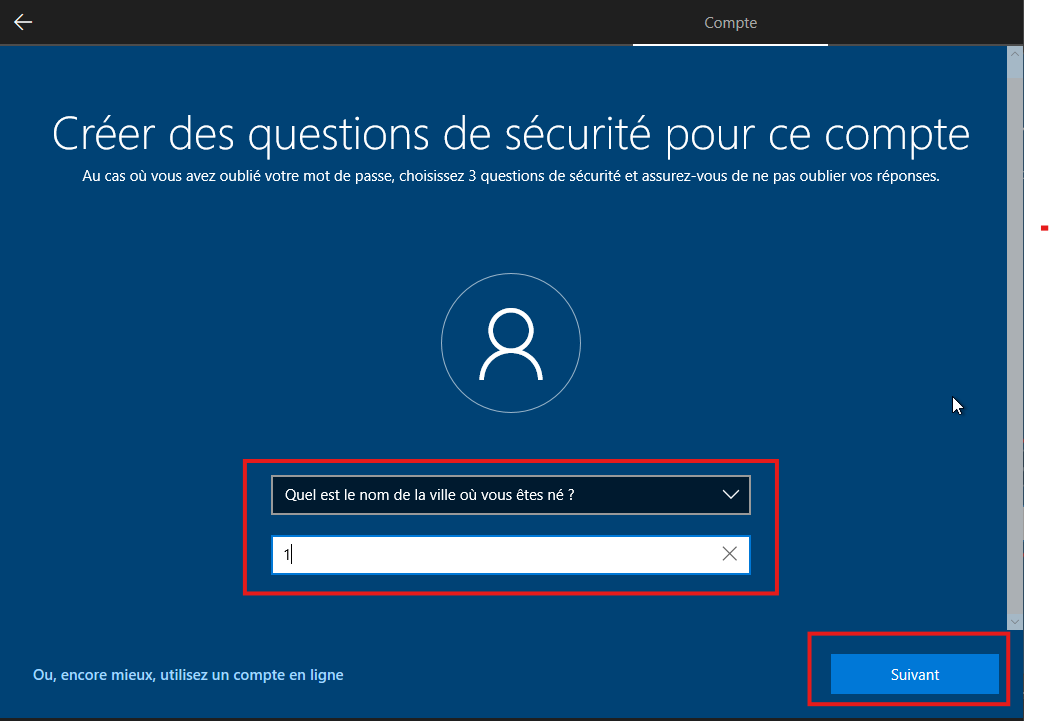 Compte
Créer des questions de sécurité pour ce compte
Au cas où vous avez oublié votre mot de passe, choisissez 3 questions de sécurité et assurez-vous de ne pas oublier vos réponses.
Quel est le nom de la ville où vous êtes né ?
1
Ou, encore mieux, utilisez un compte en ligne
Suivant